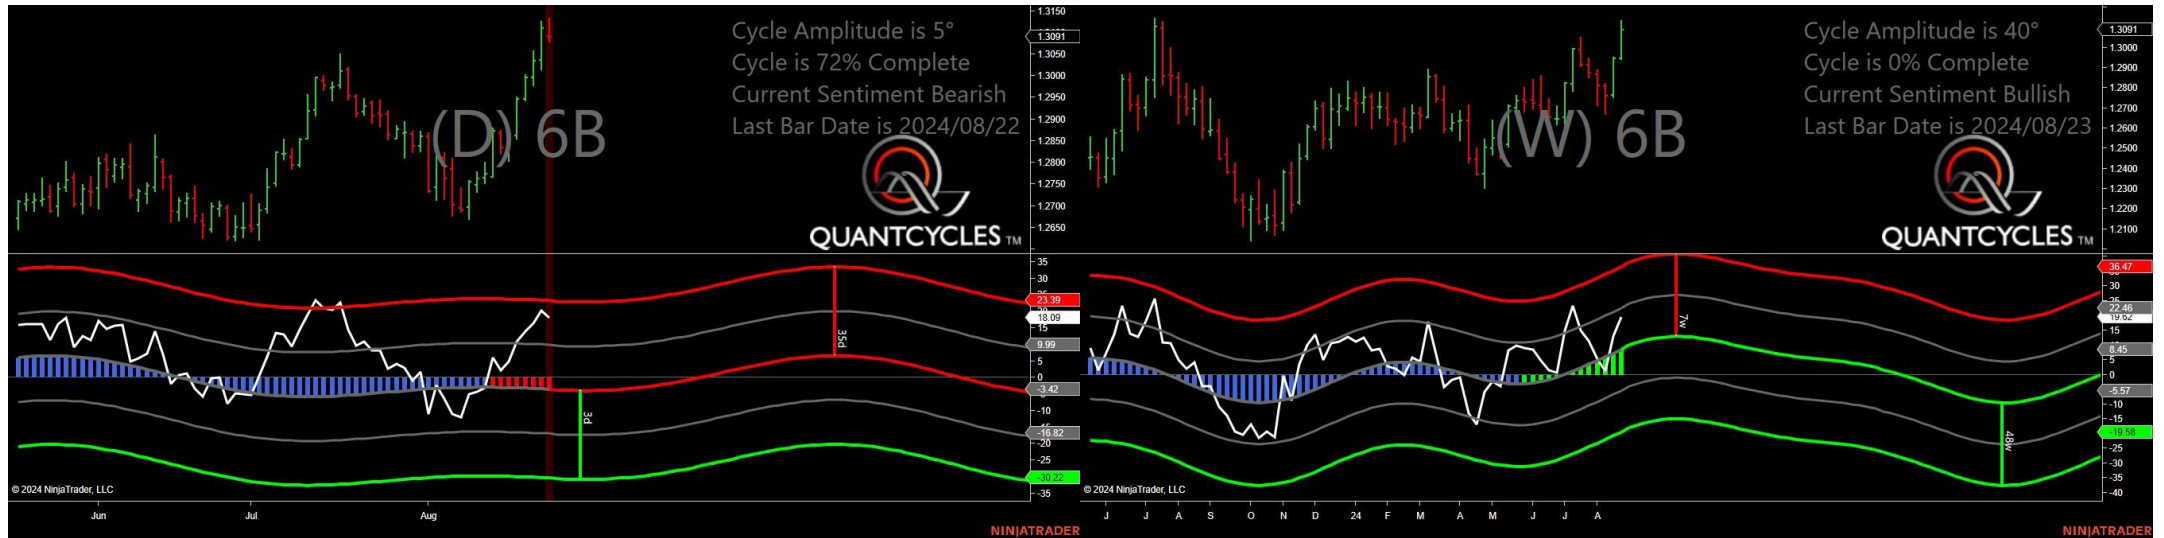 Cycle Amplitude is 5°
Cycle is 72% Complete
Current Sentiment Bearish
Last Bar Date is 2024/08/22
(D) 6B
QUANTCYCLES TM
1.3150
1.3091
1.3050
1.3000
1.2950
1.2900
1.2850
1.2800
1.2750
1.2700
1.2650
35
30
23.39
18.09
15
9.99
5
0
-3.42
-10
-16.82
-20
-25
-30.22
-35
35d
3d
© 2024 NinjaTrader, LLC
Jun Jul Aug
NINJATRADER
Cycle Amplitude is 40°
Cycle is 0% Complete
Current Sentiment Bullish
Last Bar Date is 2024/08/23
(W) 6B
QUANTCYCLES TM
1.3091
1.3000
1.2900
1.2800
1.2700
1.2600
1.2500
1.2400
1.2300
1.2200
1.2100
36.47
30
22.46
19.62
15
8.45
0
-5.57
-10
-15
-19.58
-25
-30
-35
-40
7w
48w
© 2024 NinjaTrader, LLC
J J A S O N D 24 F M A M J J A
NINJATRADER